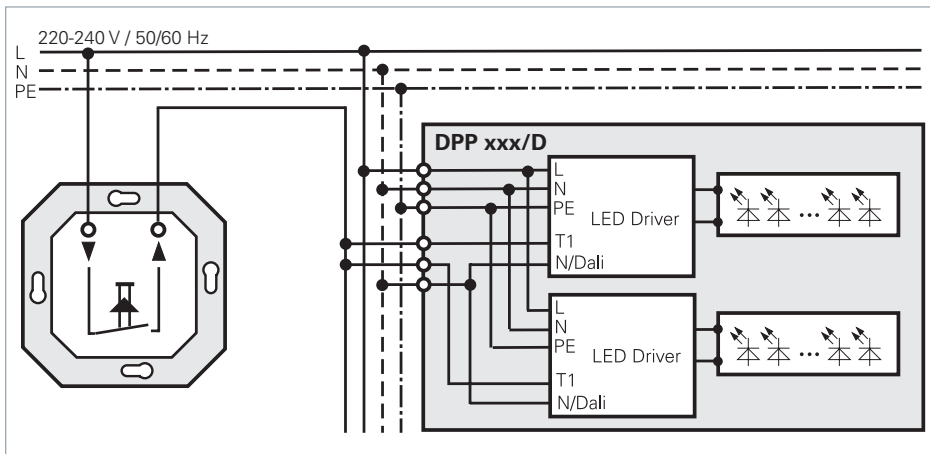 220-240 V / 50/60 Hz
L
N
PE
DPP xxx/D
L
N
PE
LED Driver
T1
N/Dali
L
N
PE
LED Driver
T1
N/Dali